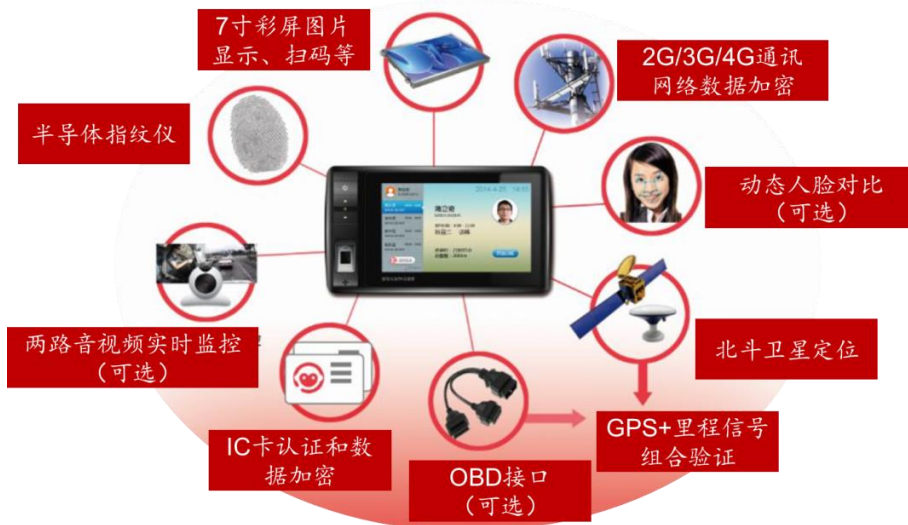 7寸彩屏图片
显示、扫码等
2G/3G/4G通讯
网络数据加密
半导体指纹仪
动态人脸对比
（可选）
2014-4-25
两路音视频实时监控
（可选）
北斗卫星定位
IC卡认证和数
据加密
OBD接口
（可选）
GPS+里程信号
组合验证